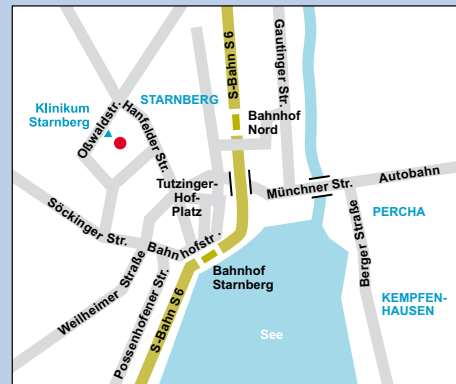 S-Bahn S 6
Gautinger Str.
Klinikum
Starnberg
Oßwaldstr.
Hanfelder Str.
STARNBERG
Bahnhof
Nord
Tutzinger-
Hof-
Platz
Münchner Str.
Autobahn
Söckinger Str.
Bahnhofstr.
PERCHA
Berger Straße
Weilheimer Straße
Possenhofener Str.
S-Bahn S 6
Bahnhof
Starnberg
KEMPFEN-
HAUSEN
See